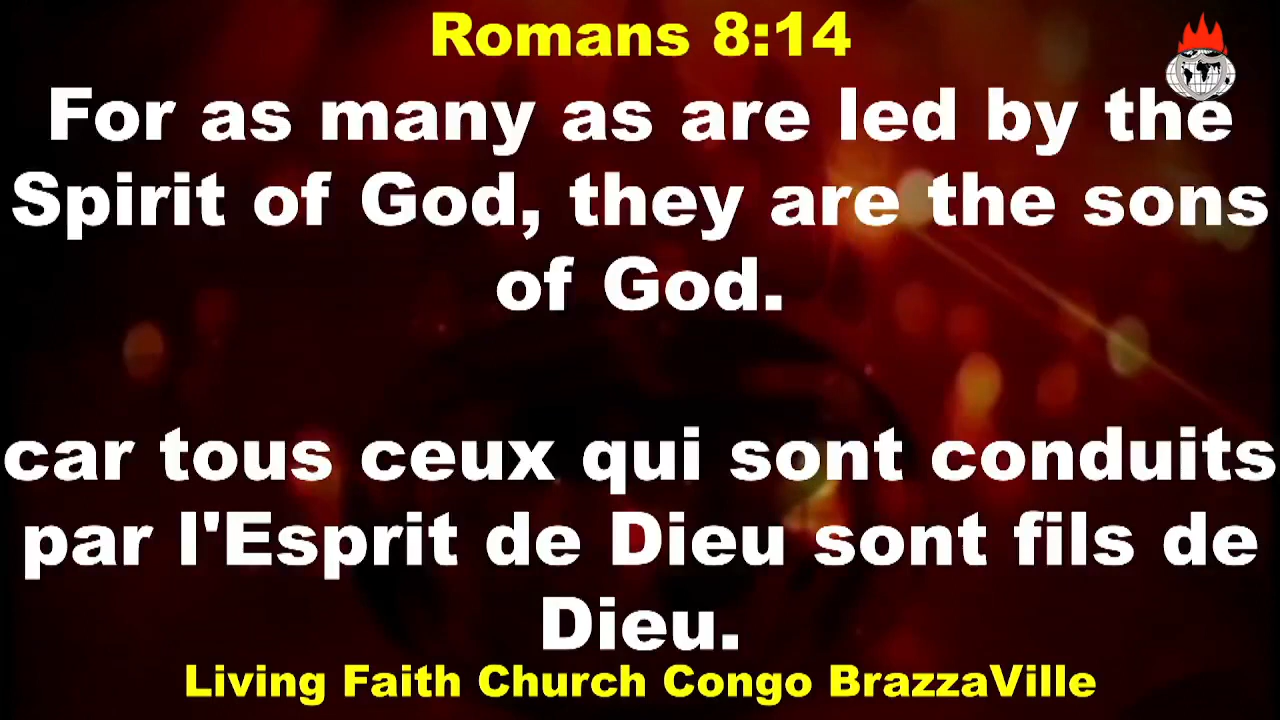 Romans 8:14
For as many as are led by the
Spirit of God, they are the sons
of God.
car tous ceux qui sont conduits
par l'Esprit de Dieu sont fils de
Dieu.
Living Faith Church Congo BrazzaVille